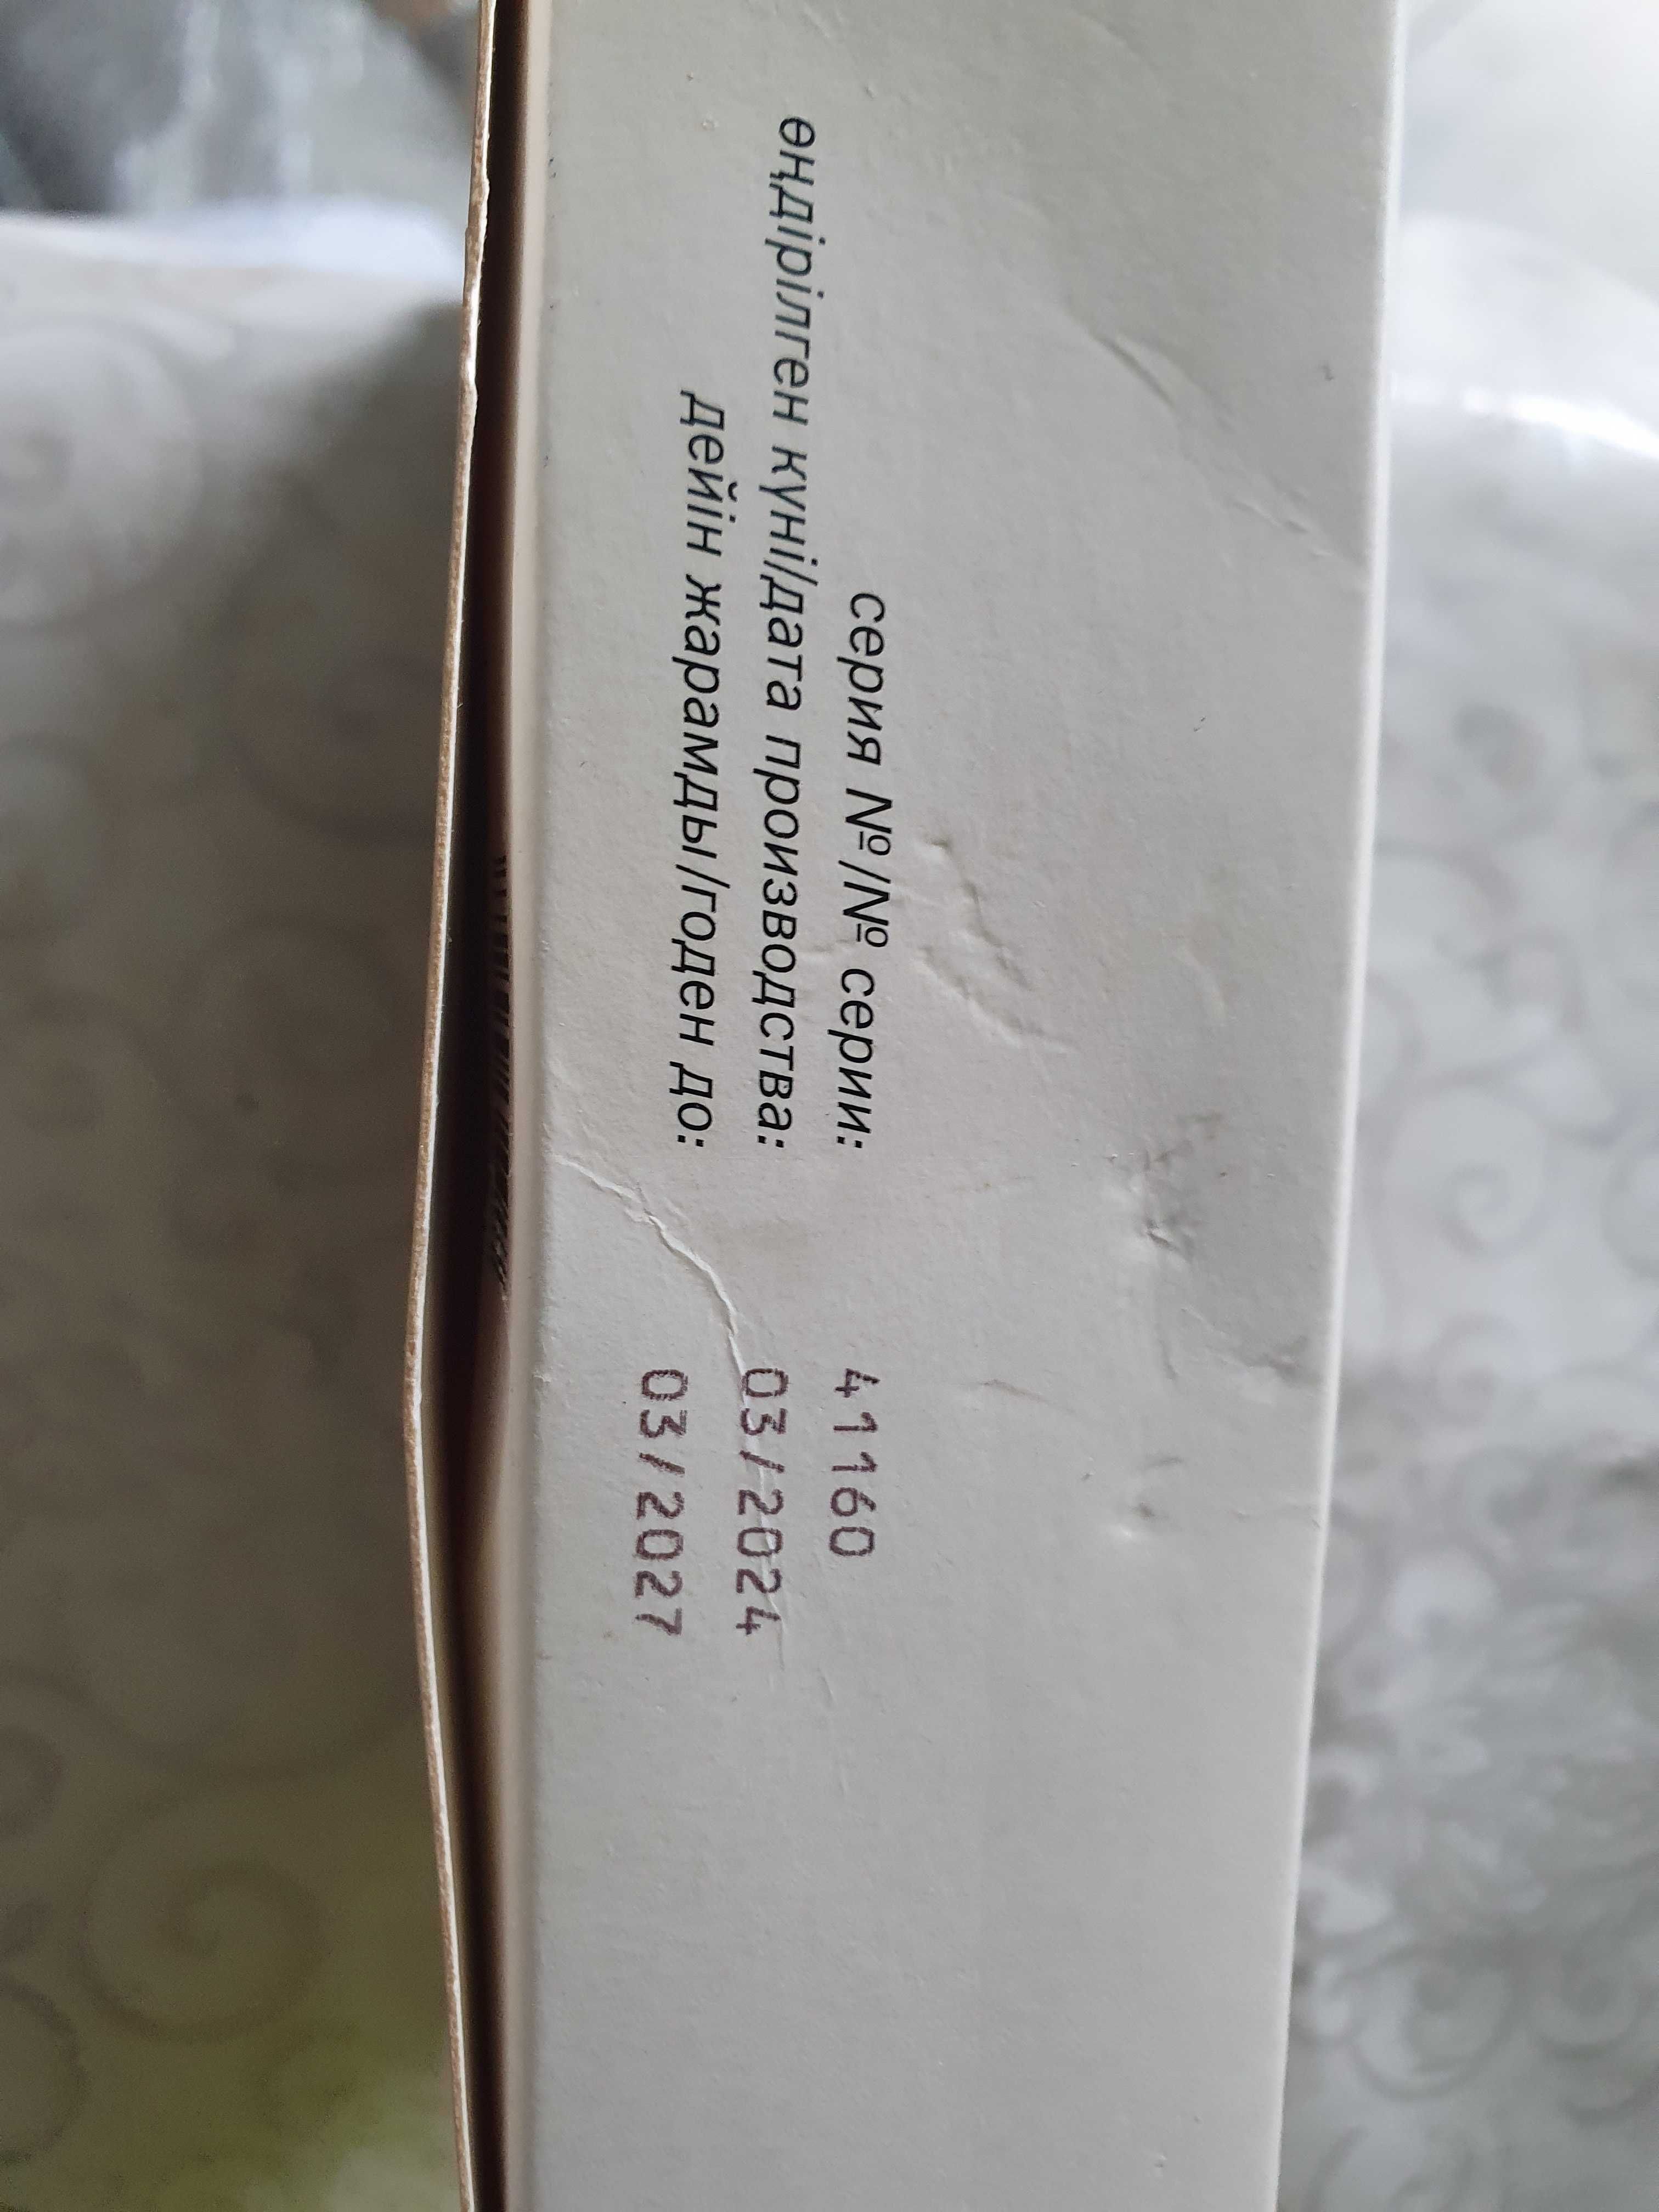 серия №/№ серии: 41160
өндірілген күні/дата производства: 03/2024
дейін жарамды/годен до: 03/2027